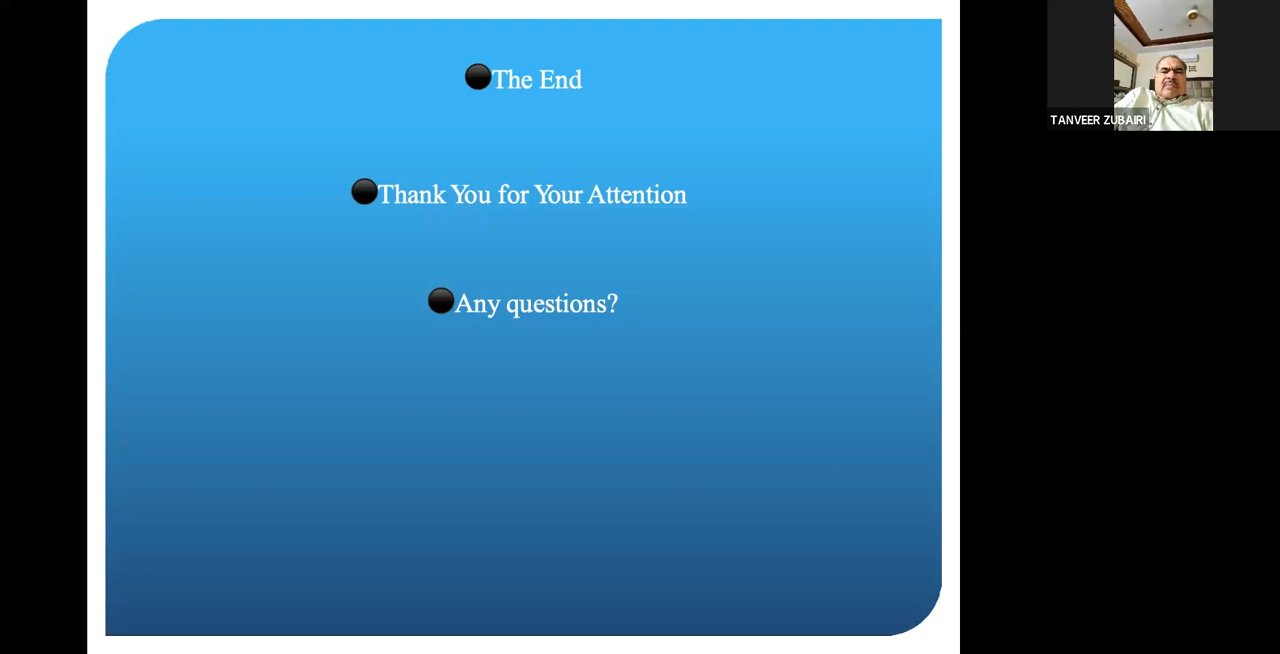 The End
Thank You for Your Attention
Any questions?
TANVEER ZUBAIRI .